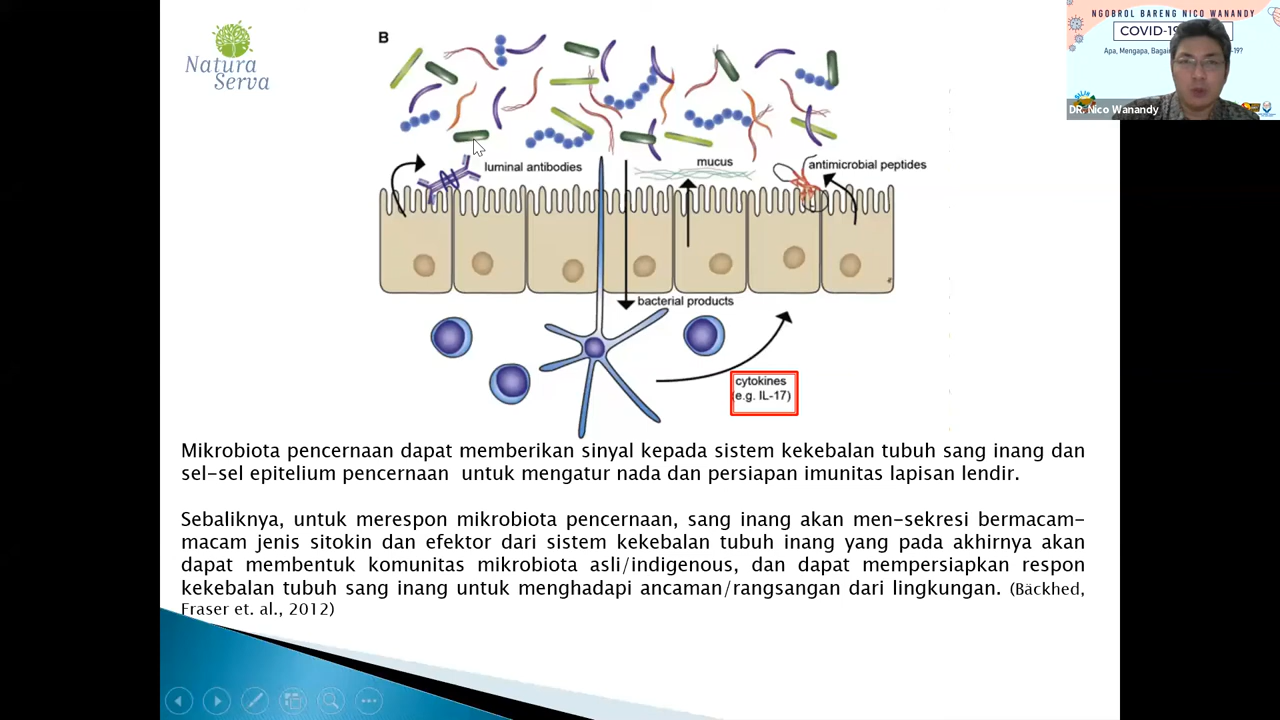 Natura
Serva
B
luminal antibodies
mucus
antimicrobial peptides
bacterial products
cytokines
(e.g. IL-17)
Mikrobiota pencernaan dapat memberikan sinyal kepada sistem kekebalan tubuh sang inang dan
sel-sel epitelium pencernaan untuk mengatur nada dan persiapan imunitas lapisan lendir.
Sebaliknya, untuk merespon mikrobiota pencernaan, sang inang akan men-sekresi bermacam-
macam jenis sitokin dan efektor dari sistem kekebalan tubuh inang yang pada akhirnya akan
dapat membentuk komunitas mikrobiota asli/indigenous, dan dapat mempersiapkan respon
kekebalan tubuh sang inang untuk menghadapi ancaman/rangsangan dari lingkungan. (Bäckhed,
Fraser et. al., 2012)
NGOBROL BARENG NICO WANANDY
COVID-19
Apa, Mengapa,
DR. Nico Wanandy